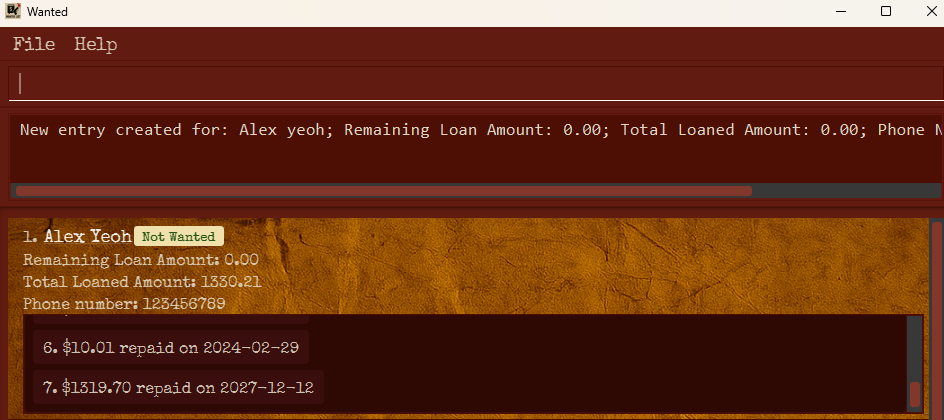 Wanted
File Help
New entry created for: Alex yeoh; Remaining Loan Amount: 0.00; Total Loaned Amount: 0.00; Phone
1. Alex Yeoh Not Wanted
Remaining Loan Amount: 0.00
Total Loaned Amount: 1330.21
Phone number: 123456789
6. $10.01 repaid on 2024-02-29
7. $1319.70 repaid on 2027-12-12